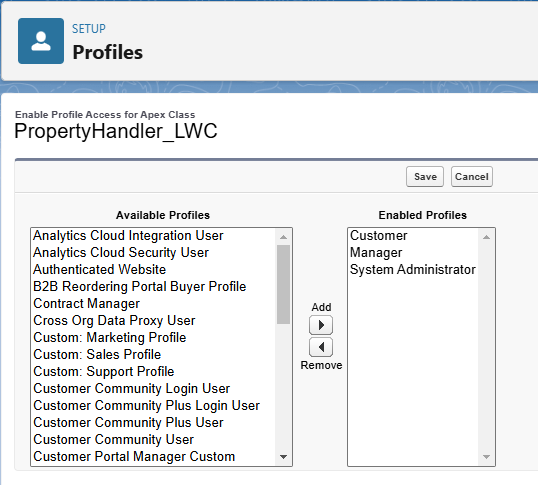 SETUP
Profiles
Enable Profile Access for Apex Class
PropertyHandler_LWC
Save Cancel
Available Profiles
Analytics Cloud Integration User
Analytics Cloud Security User
Authenticated Website
B2B Reordering Portal Buyer Profile
Contract Manager
Cross Org Data Proxy User
Custom: Marketing Profile
Custom: Sales Profile
Custom: Support Profile
Customer Community Login User
Customer Community Plus Login User
Customer Community Plus User
Customer Community User
Customer Portal Manager Custom
Add
Remove
Enabled Profiles
Customer
Manager
System Administrator